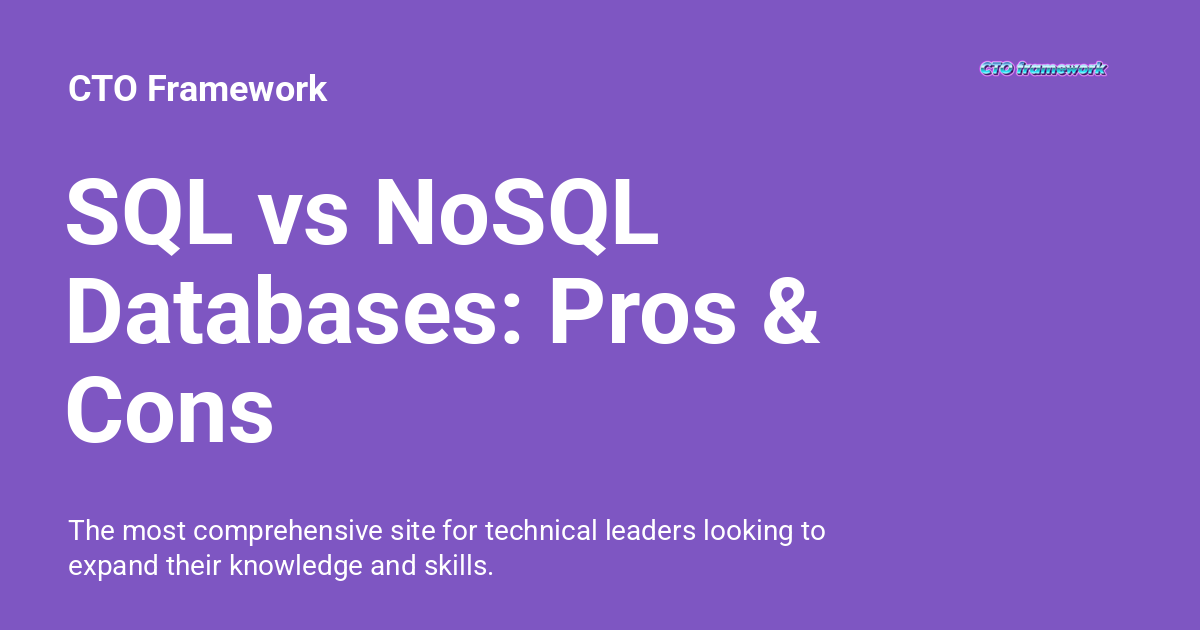 CTO Framework
CTO framework
SQL vs NoSQL
Databases: Pros &
Cons
The most comprehensive site for technical leaders looking to
expand their knowledge and skills.